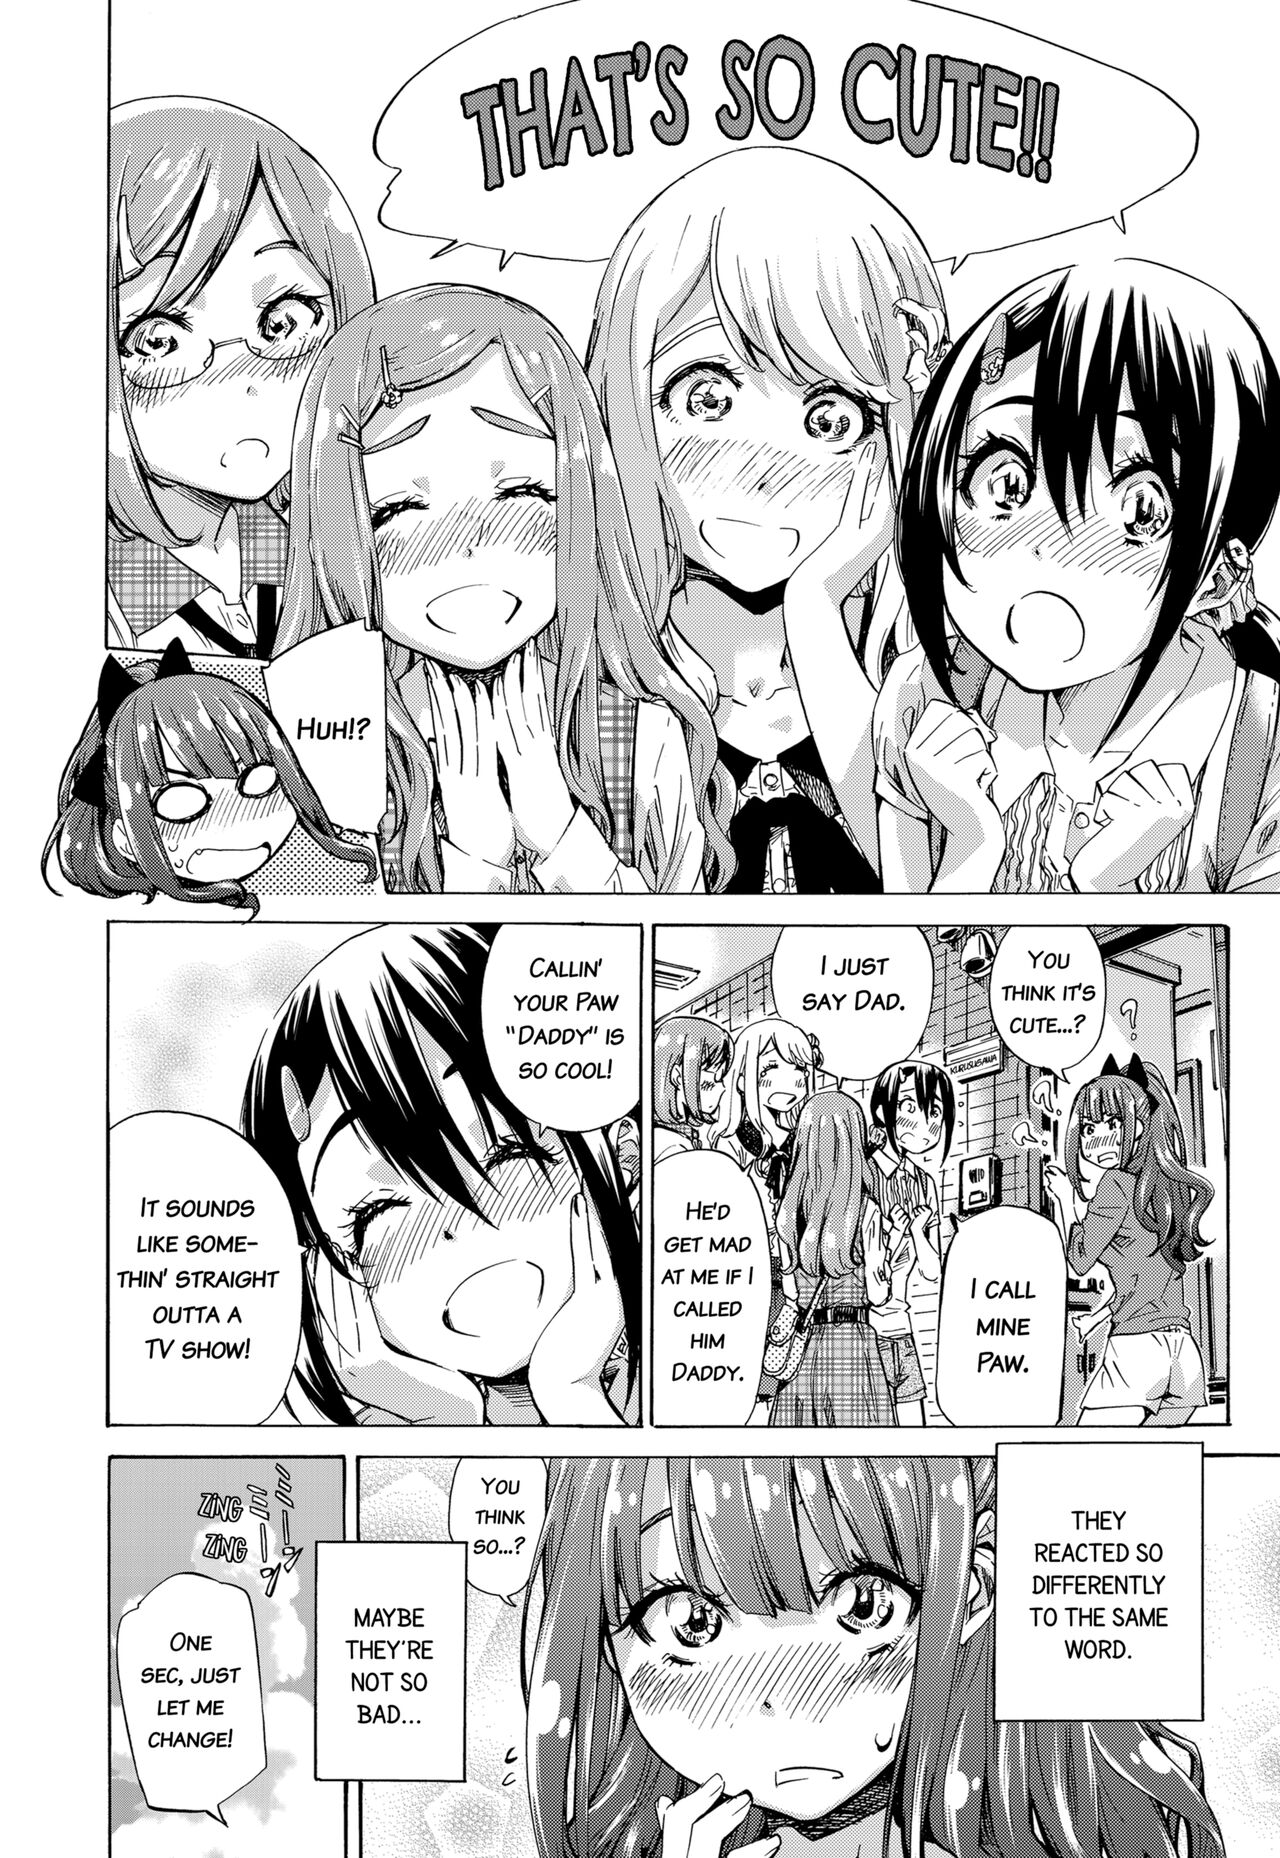 THAT'S SO CUTE!!
HUH!?
YOU
THINK IT'S
CUTE...?
I JUST
SAY DAD.
KURUSUGAWA
I CALL
MINE
PAW.
HE'D
GET MAD
AT ME IF I
CALLED
HIM
DADDY.
CALLIN'
YOUR PAW
"DADDY" IS
SO COOL!
IT SOUNDS
LIKE SOME-
THIN' STRAIGHT
OUTTA A
TV SHOW!
THEY
REACTED SO
DIFFERENTLY
TO THE SAME
WORD.
YOU
THINK
SO...?
MAYBE
THEY'RE
NOT SO
BAD...
ZING
ZING
ONE
SEC, JUST
LET ME
CHANGE!